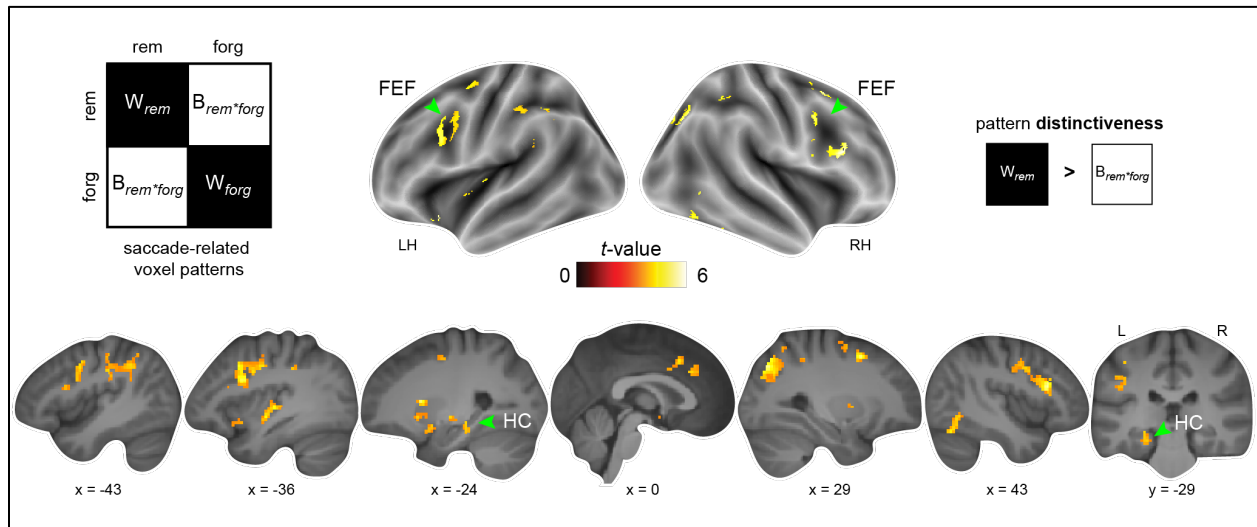 rem forg
rem
forg
W_rem
B_rem*forg
B_rem*forg
W_forg
saccade-related
voxel patterns
FEF
FEF
LH
RH
t-value
0
6
pattern distinctiveness
W_rem > B_rem*forg
HC
L R
HC
x = -43
x = -36
x = -24
x = 0
x = 29
x = 43
y = -29